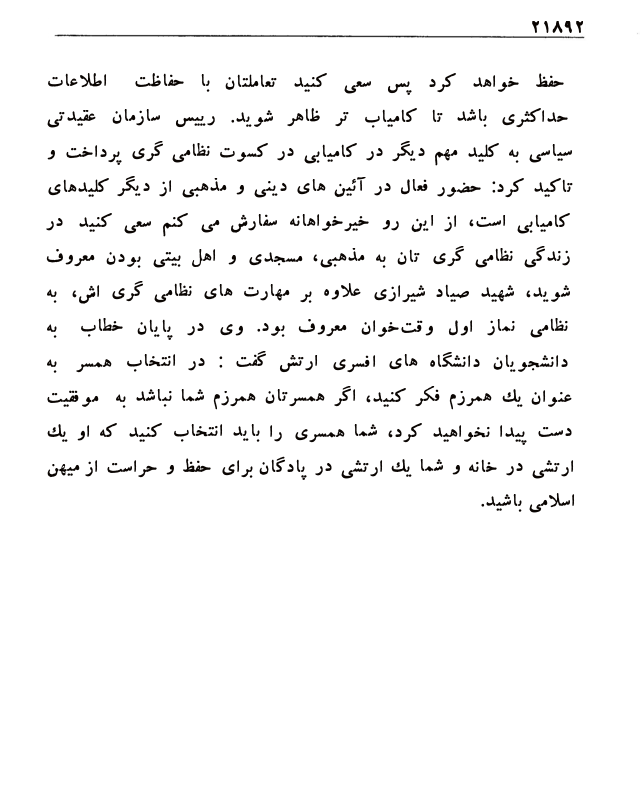 ۲۱۸۹۲
حفظ خواهد کرد پس سعی کنید تعاملتان با حفاظت اطلاعات
حداکثری باشد تا کامیاب تر ظاهر شوید. رییس سازمان عقیدتی
سیاسی به کلید مهم دیگر در کامیابی در کسوت نظامی گری پرداخت و
تاکید کرد: حضور فعال در آئین های دینی و مذهبی از دیگر کلیدهای
کامیابی است، از این رو خیرخواهانه سفارش می کنم سعی کنید در
زندگی نظامی گری تان به مذهبی، مسجدی و اهل بیتی بودن معروف
شوید، شهید صیاد شیرازی علاوه بر مهارت های نظامی گری اش، به
نظامی نماز اول وقت‌خوان معروف بود. وی در پایان خطاب به
دانشجویان دانشگاه های افسری ارتش گفت : در انتخاب همسر به
عنوان یك همرزم فکر کنید، اگر همسرتان همرزم شما نباشد به موفقیت
دست پیدا نخواهید کرد، شما همسری را باید انتخاب کنید که او یك
ارتشی در خانه و شما یك ارتشی در پادگان برای حفظ و حراست از میهن
اسلامی باشید.